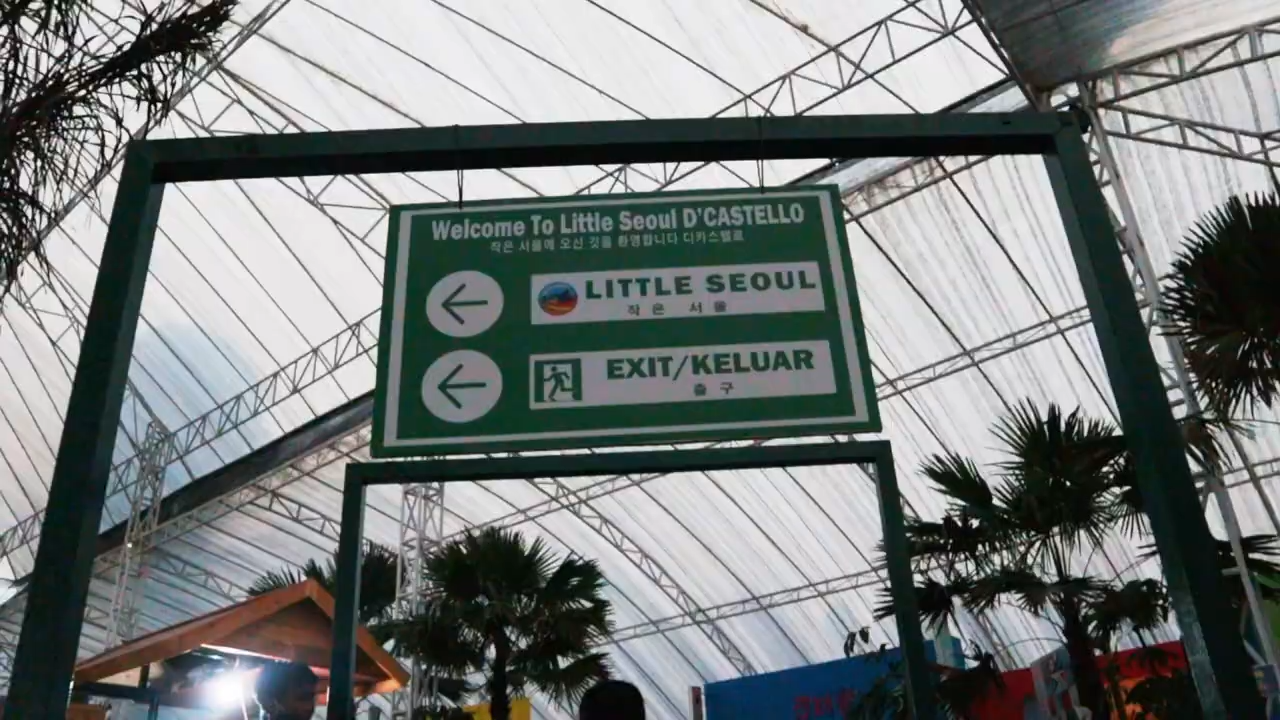 Welcome To Little Seoul D'CASTELLO
작은 서울에 오신 것을 환영합니다 디카스텔로
LITTLE SEOUL
작은 서울
EXIT/KELUAR
출구